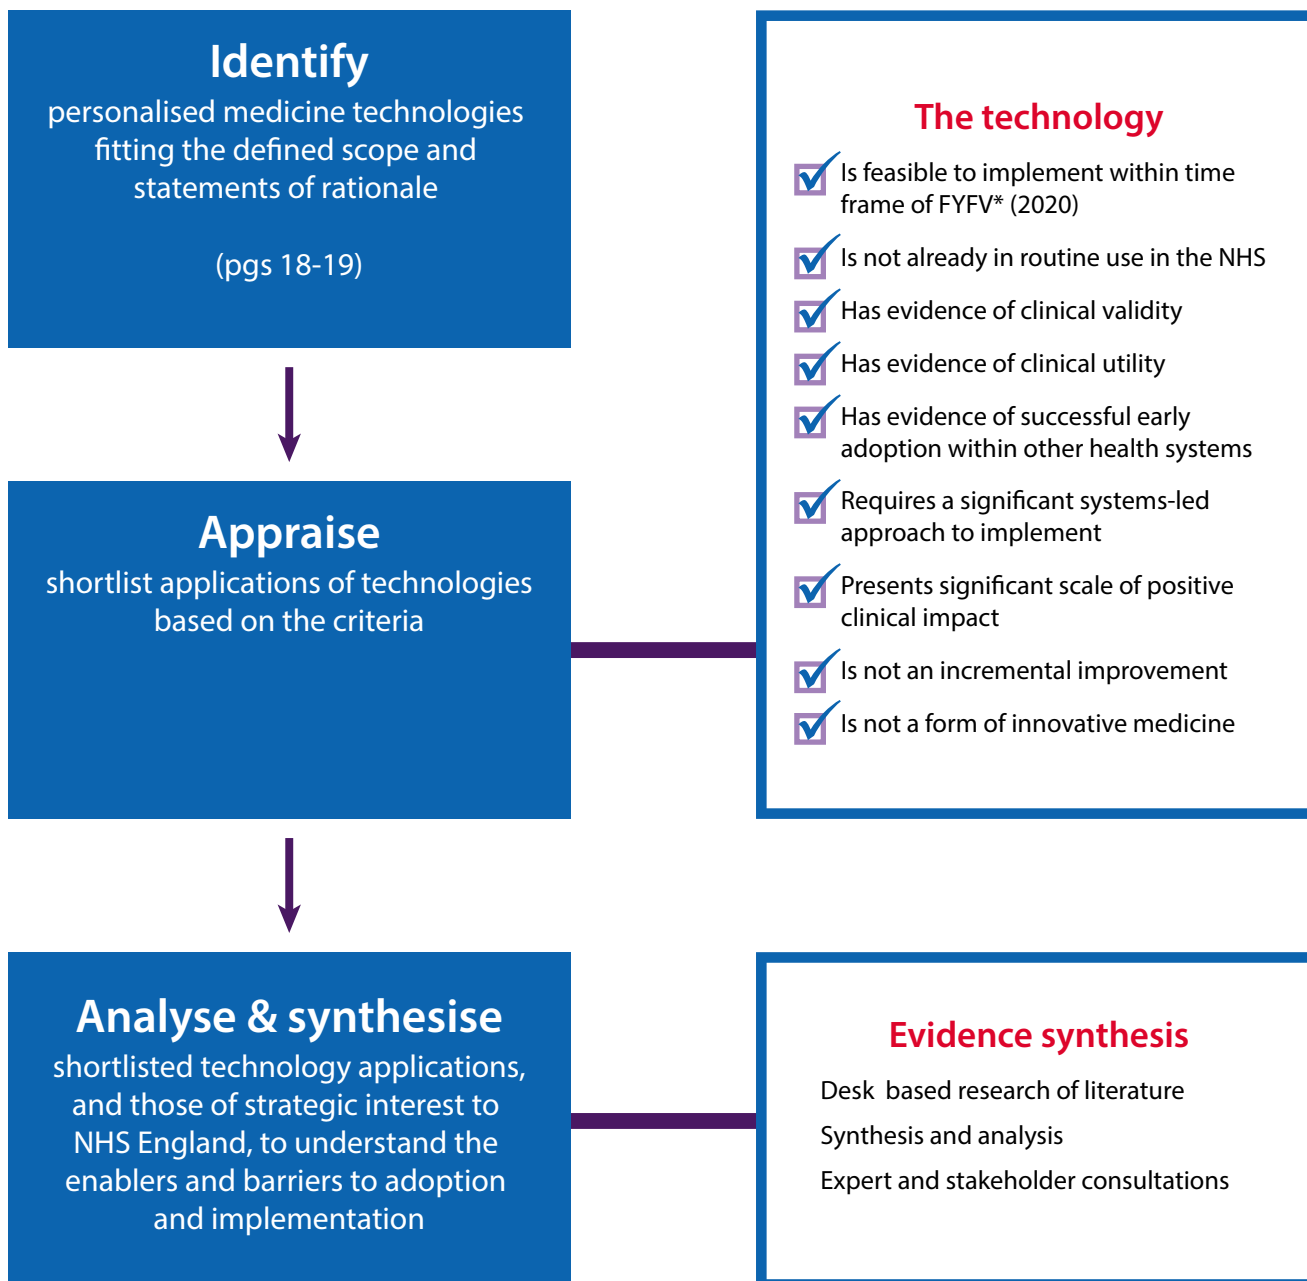 Identify
personalised medicine technologies
fitting the defined scope and
statements of rationale
(pgs 18-19)
The technology
Is feasible to implement within time
frame of FYFV* (2020)
Is not already in routine use in the NHS
Has evidence of clinical validity
Has evidence of clinical utility
Has evidence of successful early
adoption within other health systems
Requires a significant systems-led
approach to implement
Presents significant scale of positive
clinical impact
Is not an incremental improvement
Is not a form of innovative medicine
Appraise
shortlist applications of technologies
based on the criteria
Analyse & synthesise
shortlisted technology applications,
and those of strategic interest to
NHS England, to understand the
enablers and barriers to adoption
and implementation
Evidence synthesis
Desk based research of literature
Synthesis and analysis
Expert and stakeholder consultations